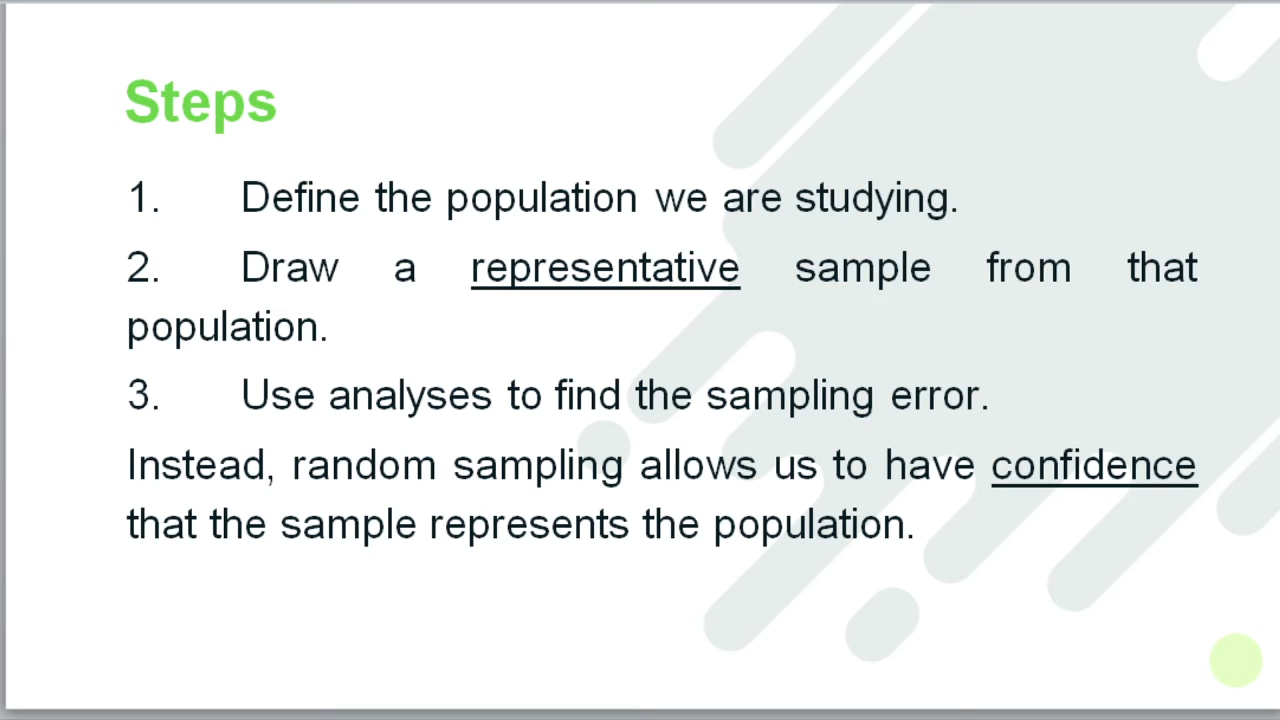 Steps
1. Define the population we are studying.
2. Draw a representative sample from that
population.
3. Use analyses to find the sampling error.
Instead, random sampling allows us to have confidence
that the sample represents the population.